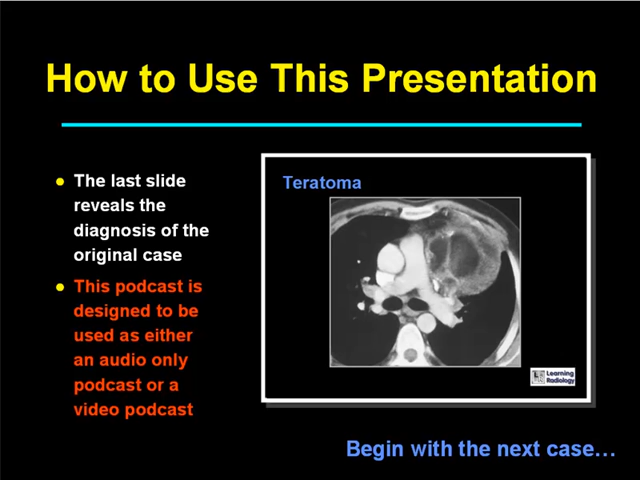 How to Use This Presentation
● The last slide
reveals the
diagnosis of the
original case
● This podcast is
designed to be
used as either
an audio only
podcast or a
video podcast
Teratoma
Learning
Radiology
Begin with the next case…